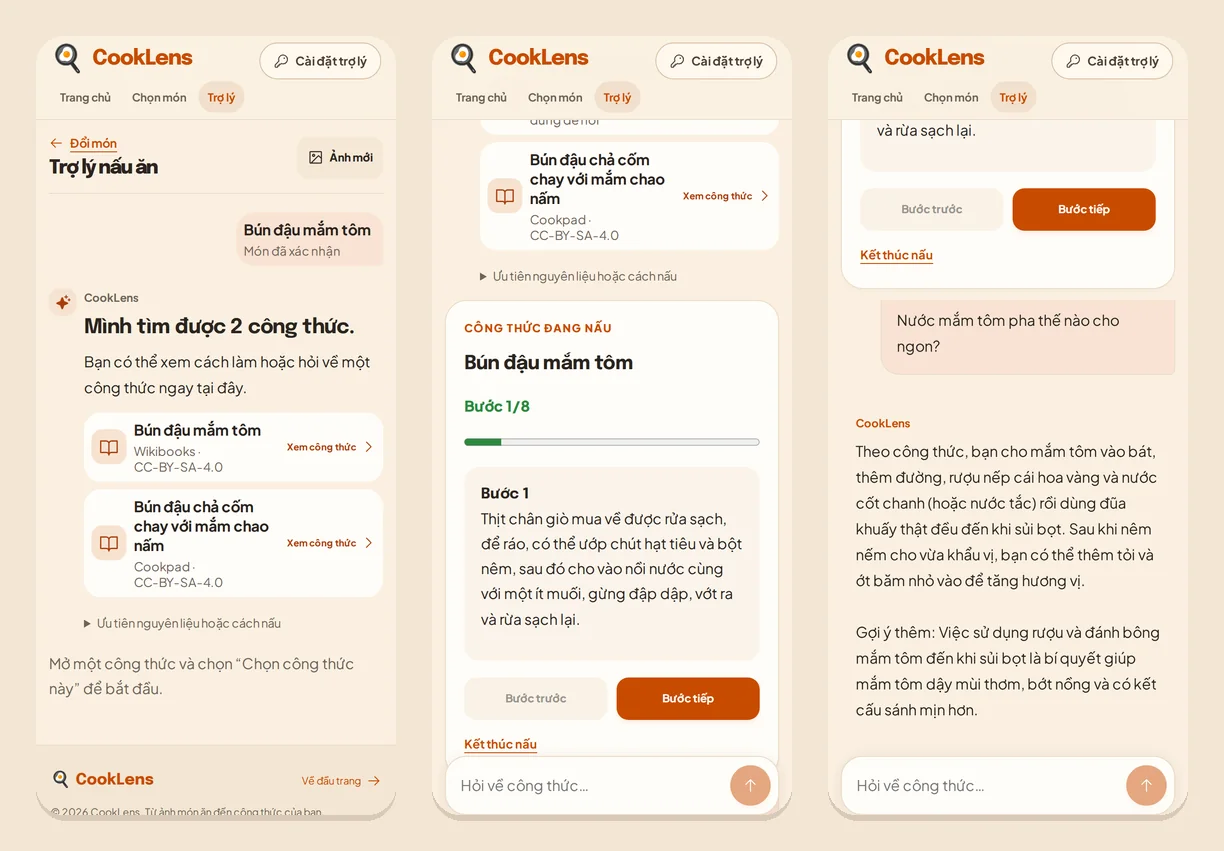 CookLens
Cài đặt trợ lý
Trang chủ
Chọn món
Trợ lý
Đổi món
Trợ lý nấu ăn
Ảnh mới
Bún đậu mắm tôm
Món đã xác nhận
CookLens
Mình tìm được 2 công thức.
Bạn có thể xem cách làm hoặc hỏi về một
công thức ngay tại đây.
Bún đậu mắm tôm
Wikibooks ·
CC-BY-SA-4.0
Xem công thức
Bún đậu chả cốm
chay với mắm chao
nấm
Cookpad ·
CC-BY-SA-4.0
Xem công thức
Ưu tiên nguyên liệu hoặc cách nấu
Mở một công thức và chọn “Chọn công thức
này” để bắt đầu.
CookLens
Về đầu trang
© 2026 CookLens. Từ ảnh món ăn đến công thức của bạn.
CookLens
Cài đặt trợ lý
Trang chủ
Chọn món
Trợ lý
Bún đậu chả cốm
chay với mắm chao
nấm
Cookpad ·
CC-BY-SA-4.0
Xem công thức
Ưu tiên nguyên liệu hoặc cách nấu
CÔNG THỨC ĐANG NẤU
Bún đậu mắm tôm
Bước 1/8
Bước 1
Thịt chân giò mua về được rửa sạch,
để ráo, có thể ướp chút hạt tiêu và bột
nêm, sau đó cho vào nồi nước cùng
với một ít muối, gừng đập dập, vớt ra
và rửa sạch lại.
Bước trước
Bước tiếp
Kết thúc nấu
Hỏi về công thức...
CookLens
Cài đặt trợ lý
Trang chủ
Chọn món
Trợ lý
và rửa sạch lại.
Bước trước
Bước tiếp
Kết thúc nấu
Nước mắm tôm pha thế nào cho
ngon?
CookLens
Theo công thức, bạn cho mắm tôm vào bát,
thêm đường, rượu nếp cái hoa vàng và nước
cốt chanh (hoặc nước tắc) rồi dùng đũa
khuấy thật đều đến khi sủi bọt. Sau khi nêm
nếm cho vừa khẩu vị, bạn có thể thêm tỏi và
ớt băm nhỏ vào để tăng hương vị.
Gợi ý thêm: Việc sử dụng rượu và đánh bông
mắm tôm đến khi sủi bọt là bí quyết giúp
mắm tôm dậy mùi thơm, bớt nồng và có kết
cấu sánh mịn hơn.
Hỏi về công thức...